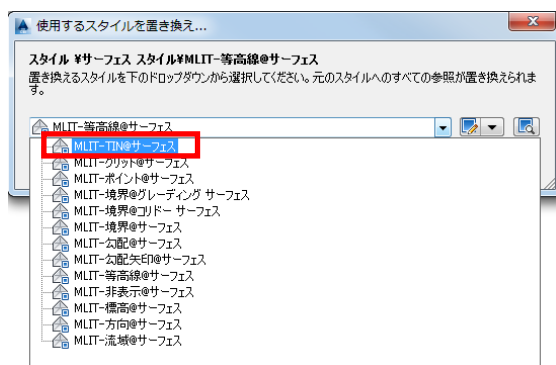 使用するスタイルを置き換え...
スタイル ¥サーフェス スタイル¥MLIT-等高線@サーフェス
置き換えるスタイルを下のドロップダウンから選択してください。元のスタイルへのすべての参照が置き換えられま
す。
MLIT-等高線@サーフェス
MLIT-TIN@サーフェス
MLIT-グリッド@サーフェス
MLIT-ポイント@サーフェス
MLIT-境界@グレーディング サーフェス
MLIT-境界@コリドー サーフェス
MLIT-境界@サーフェス
MLIT-勾配@サーフェス
MLIT-勾配矢印@サーフェス
MLIT-等高線@サーフェス
MLIT-非表示@サーフェス
MLIT-標高@サーフェス
MLIT-方向@サーフェス
MLIT-流域@サーフェス